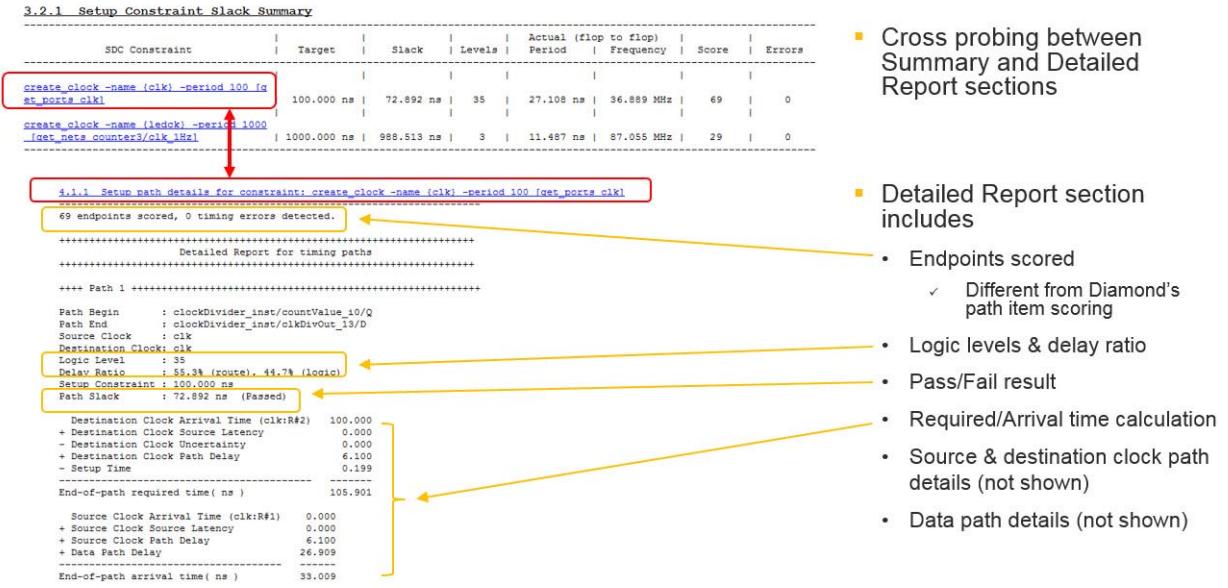 3.2.1 Setup Constraint Slack Summary
| | | | Actual (flop to flop) | |
SDC Constraint | Target | Slack | Levels | Period | Frequency | Score | Errors
create_clock -name {clk} -period 100 [g
et_ports clk] | 100.000 ns | 72.892 ns | 35 | 27.108 ns | 36.889 MHz | 69 | 0
create_clock -name {ledck} -period 1000
[get_nets counter3/clk_1Hz] | 1000.000 ns | 988.513 ns | 3 | 11.487 ns | 87.055 MHz | 29 | 0
4.1.1 Setup path details for constraint: create_clock -name {clk} -period 100 [get_ports clk]
69 endpoints scored, 0 timing errors detected.
++++++++++++++++++++++++++++++++++++++++++++++++++++++++++++++++++++++
Detailed Report for timing paths
++++++++++++++++++++++++++++++++++++++++++++++++++++++++++++++++++++++
++++ Path 1 ++++++++++++++++++++++++++++++++++++++++++++++++++++++++++
Path Begin : clockDivider_inst/countValue_i0/Q
Path End : clockDivider_inst/clkDivOut_13/D
Source Clock : clk
Destination Clock: clk
Logic Level : 35
Delay Ratio : 55.3% (route), 44.7% (logic)
Setup Constraint : 100.000 ns
Path Slack : 72.892 ns (Passed)
Destination Clock Arrival Time (clk:R#2) 100.000
+ Destination Clock Source Latency 0.000
- Destination Clock Uncertainty 0.000
+ Destination Clock Path Delay 6.100
- Setup Time 0.199
End-of-path required time( ns ) 105.901
Source Clock Arrival Time (clk:R#1) 0.000
+ Source Clock Source Latency 0.000
+ Source Clock Path Delay 6.100
+ Data Path Delay 26.909
End-of-path arrival time( ns ) 33.009
▪ Cross probing between
Summary and Detailed
Report sections
▪ Detailed Report section
includes
• Endpoints scored
✓ Different from Diamond's
path item scoring
• Logic levels & delay ratio
• Pass/Fail result
• Required/Arrival time calculation
• Source & destination clock path
details (not shown)
• Data path details (not shown)